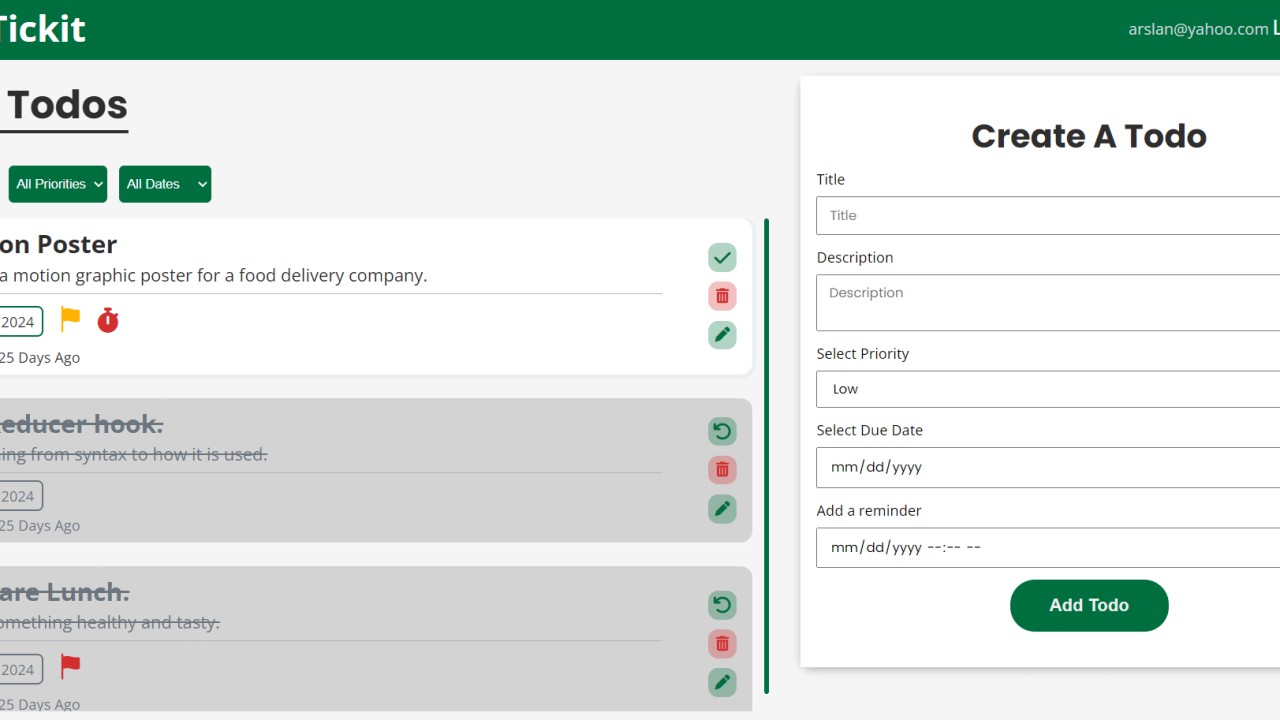 Tickit
arslan@yahoo.com
Todos
All Priorities
All Dates
on Poster
a motion graphic poster for a food delivery company.
2024
25 Days Ago
educer hook.
ing from syntax to how it is used.
2024
25 Days Ago
are Lunch.
omething healthy and tasty.
2024
25 Days Ago
Create A Todo
Title
Title
Description
Description
Select Priority
Low
Select Due Date
mm/dd/yyyy
Add a reminder
mm/dd/yyyy --:-- --
Add Todo